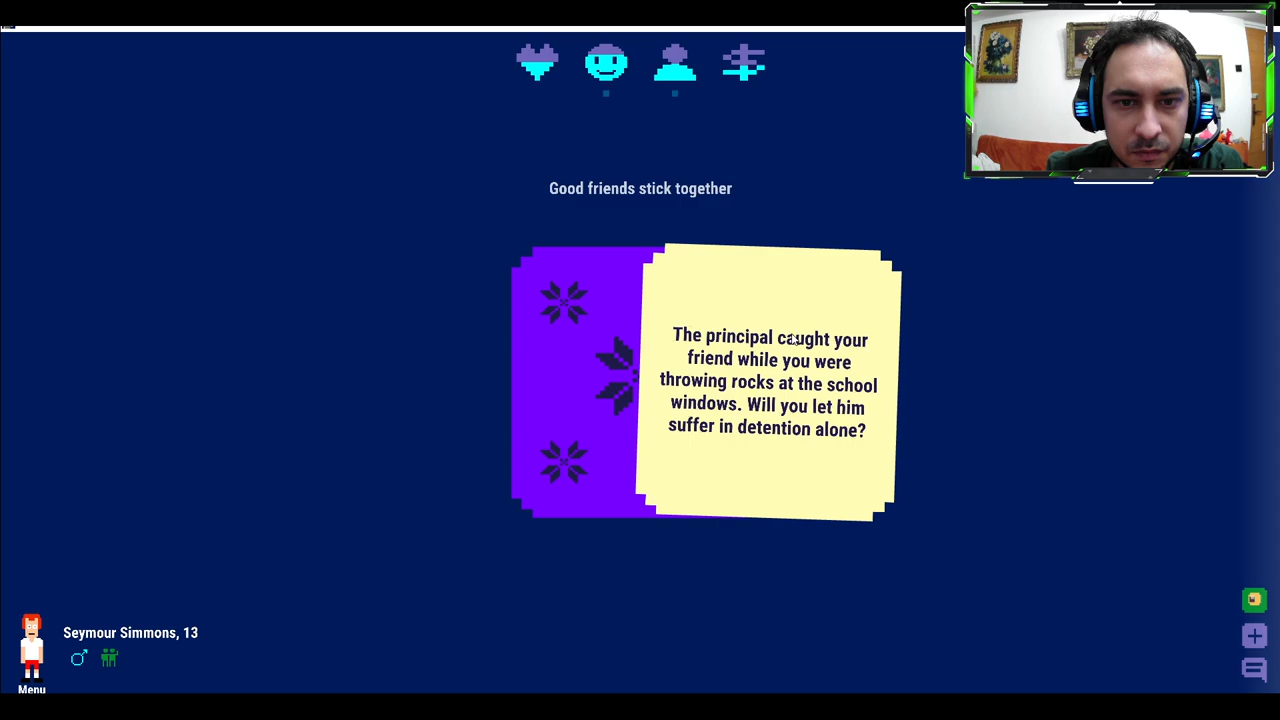 Good friends stick together
The principal caught your
friend while you were
throwing rocks at the school
windows. Will you let him
suffer in detention alone?
Seymour Simmons, 13
Menu